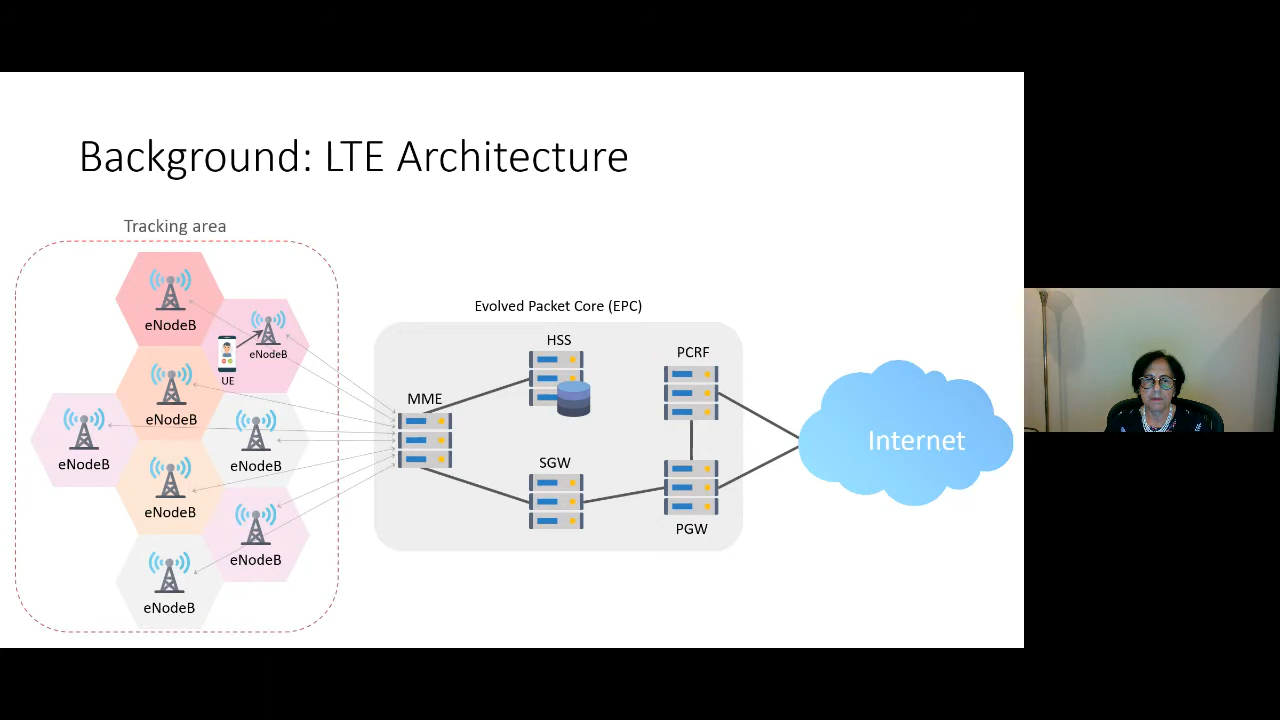 Background: LTE Architecture
Tracking area
eNodeB
eNodeB
UE
eNodeB
eNodeB
eNodeB
eNodeB
eNodeB
eNodeB
Evolved Packet Core (EPC)
HSS
PCRF
MME
SGW
PGW
Internet